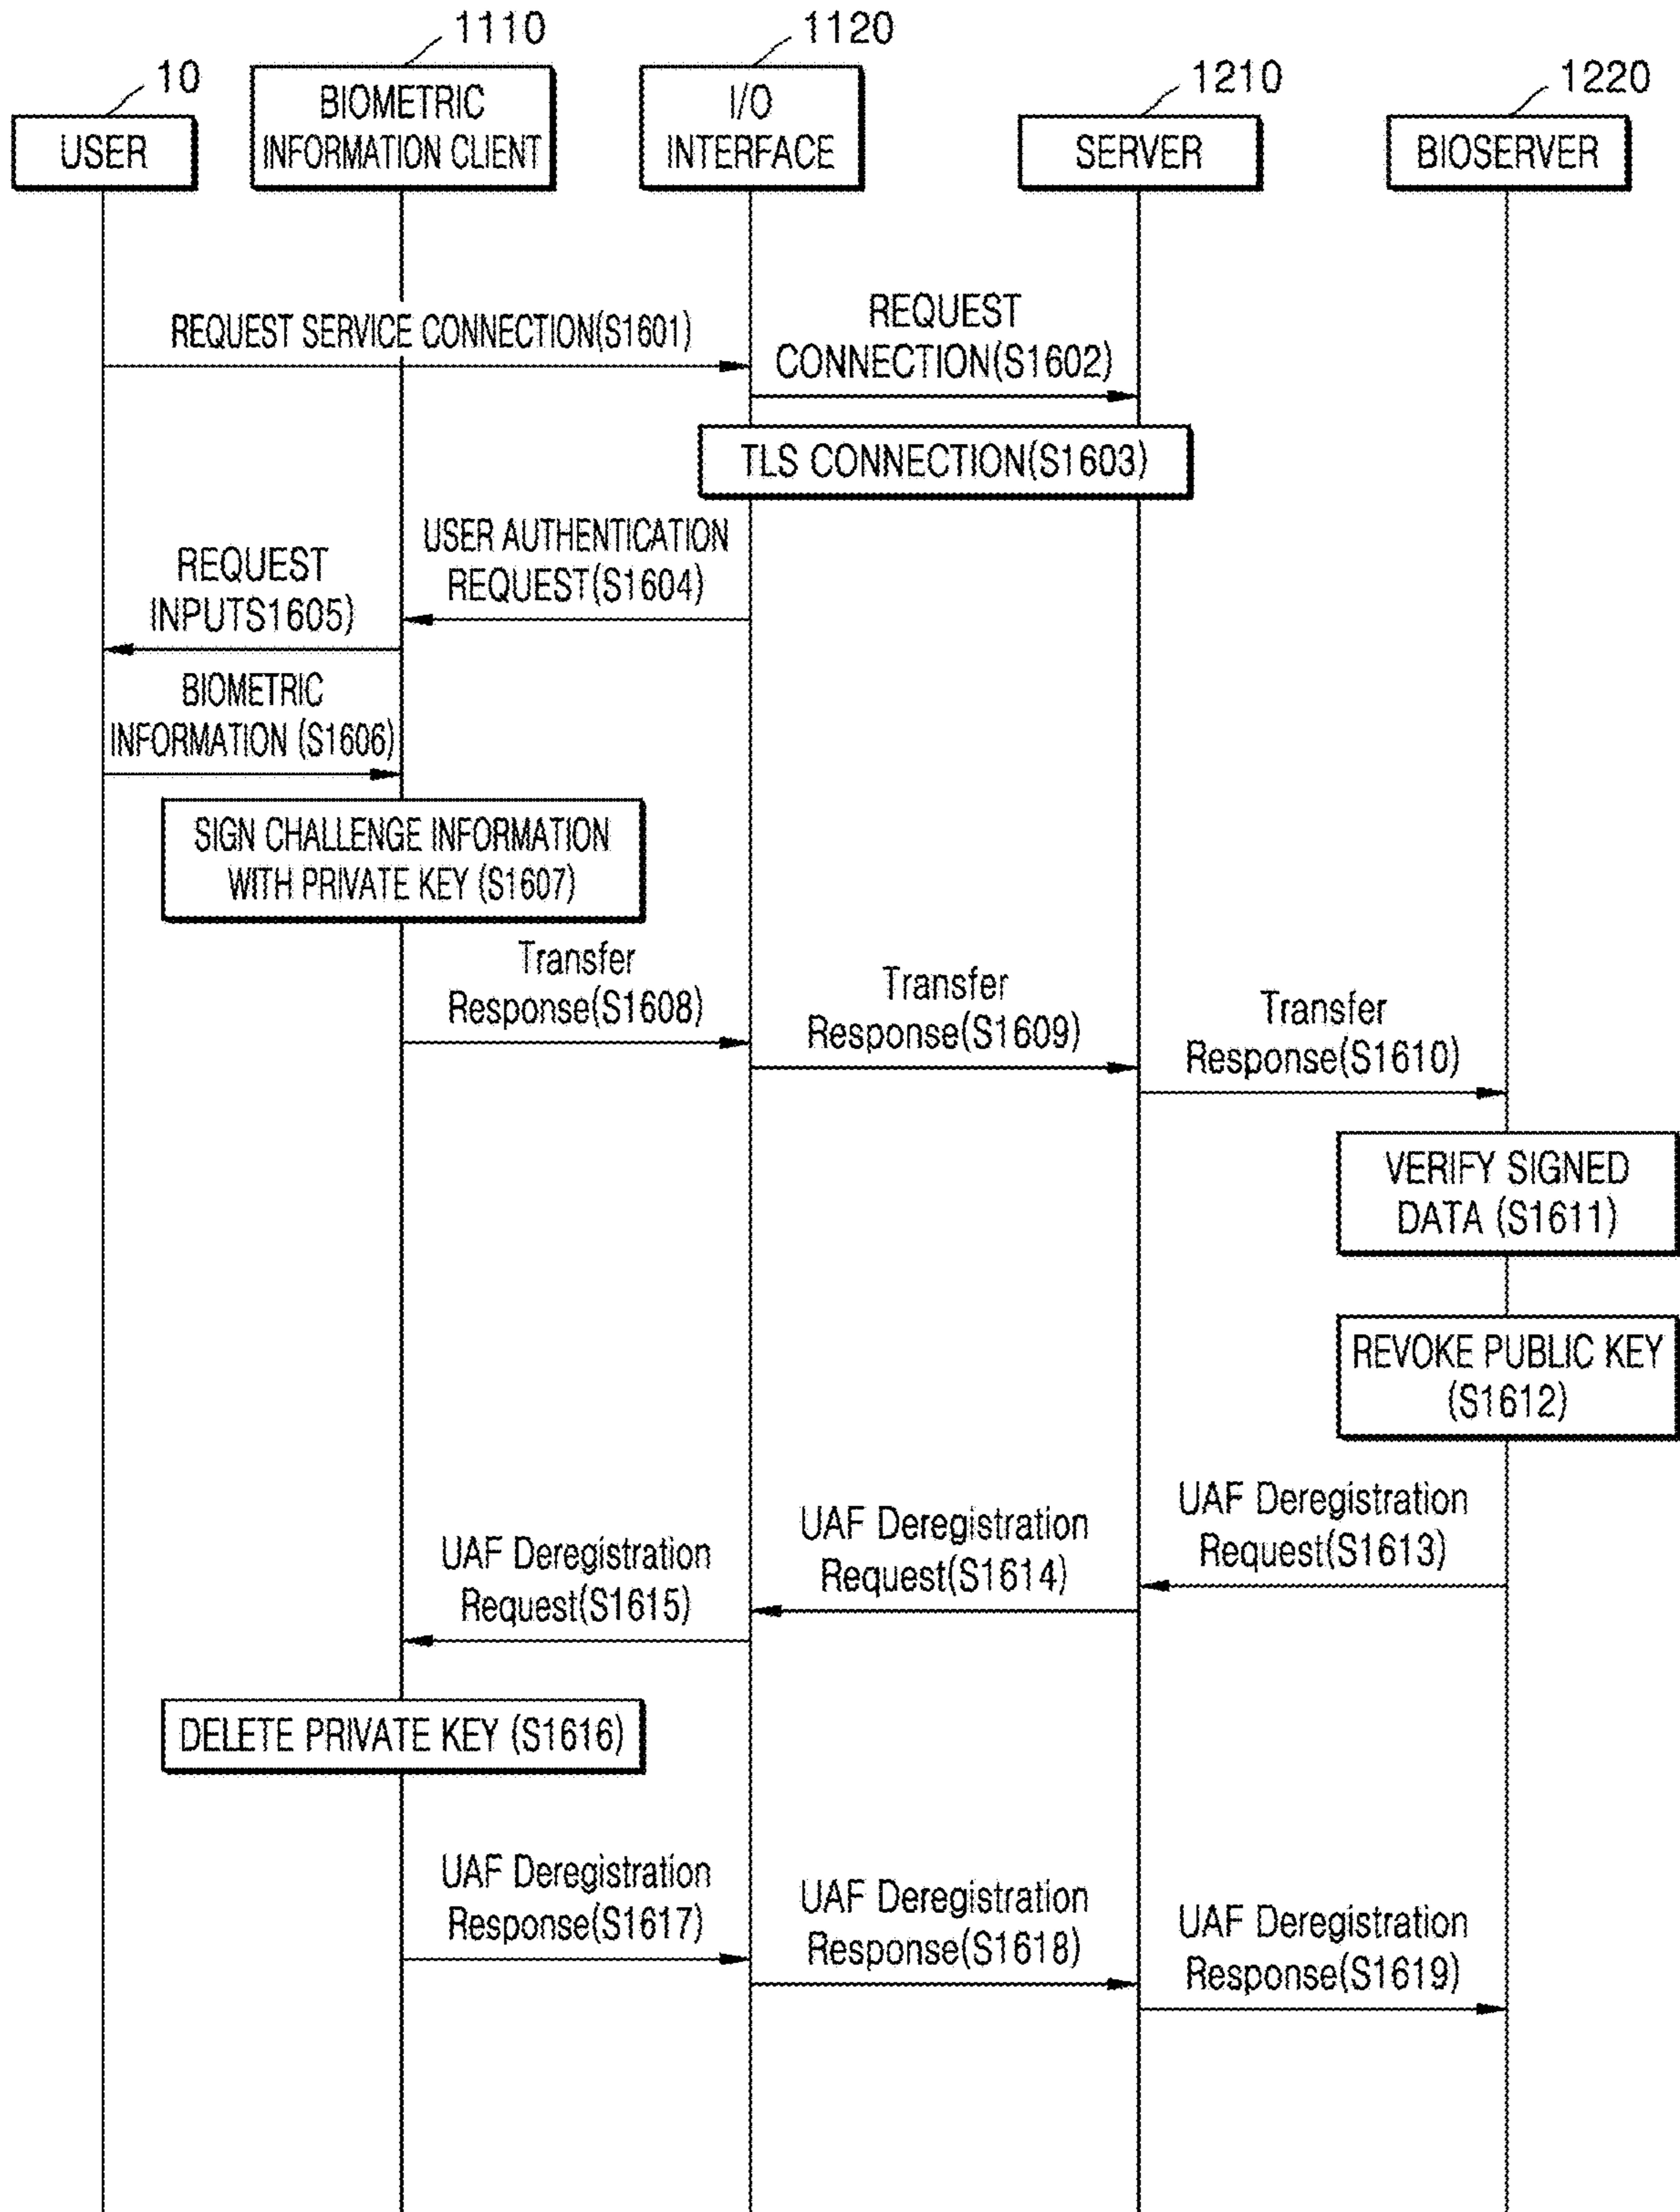 1110
1120
10
1210
1220
BIOMETRIC
INFORMATION CLIENT
I/O
INTERFACE
USER
SERVER
BIOSERVER
REQUEST SERVICE CONNECTION(S1601)
REQUEST
CONNECTION(S1602)
TLS CONNECTION(S1603)
USER AUTHENTICATION
REQUEST(S1604)
REQUEST
INPUTS1605)
BIOMETRIC
INFORMATION (S1606)
SIGN CHALLENGE INFORMATION
WITH PRIVATE KEY (S1607)
Transfer
Response(S1608)
Transfer
Response(S1609)
Transfer
Response(S1610)
VERIFY SIGNED
DATA (S1611)
REVOKE PUBLIC KEY
(S1612)
UAF Deregistration
Request(S1613)
UAF Deregistration
Request(S1614)
UAF Deregistration
Request(S1615)
DELETE PRIVATE KEY (S1616)
UAF Deregistration
Response(S1617)
UAF Deregistration
Response(S1618)
UAF Deregistration
Response(S1619)